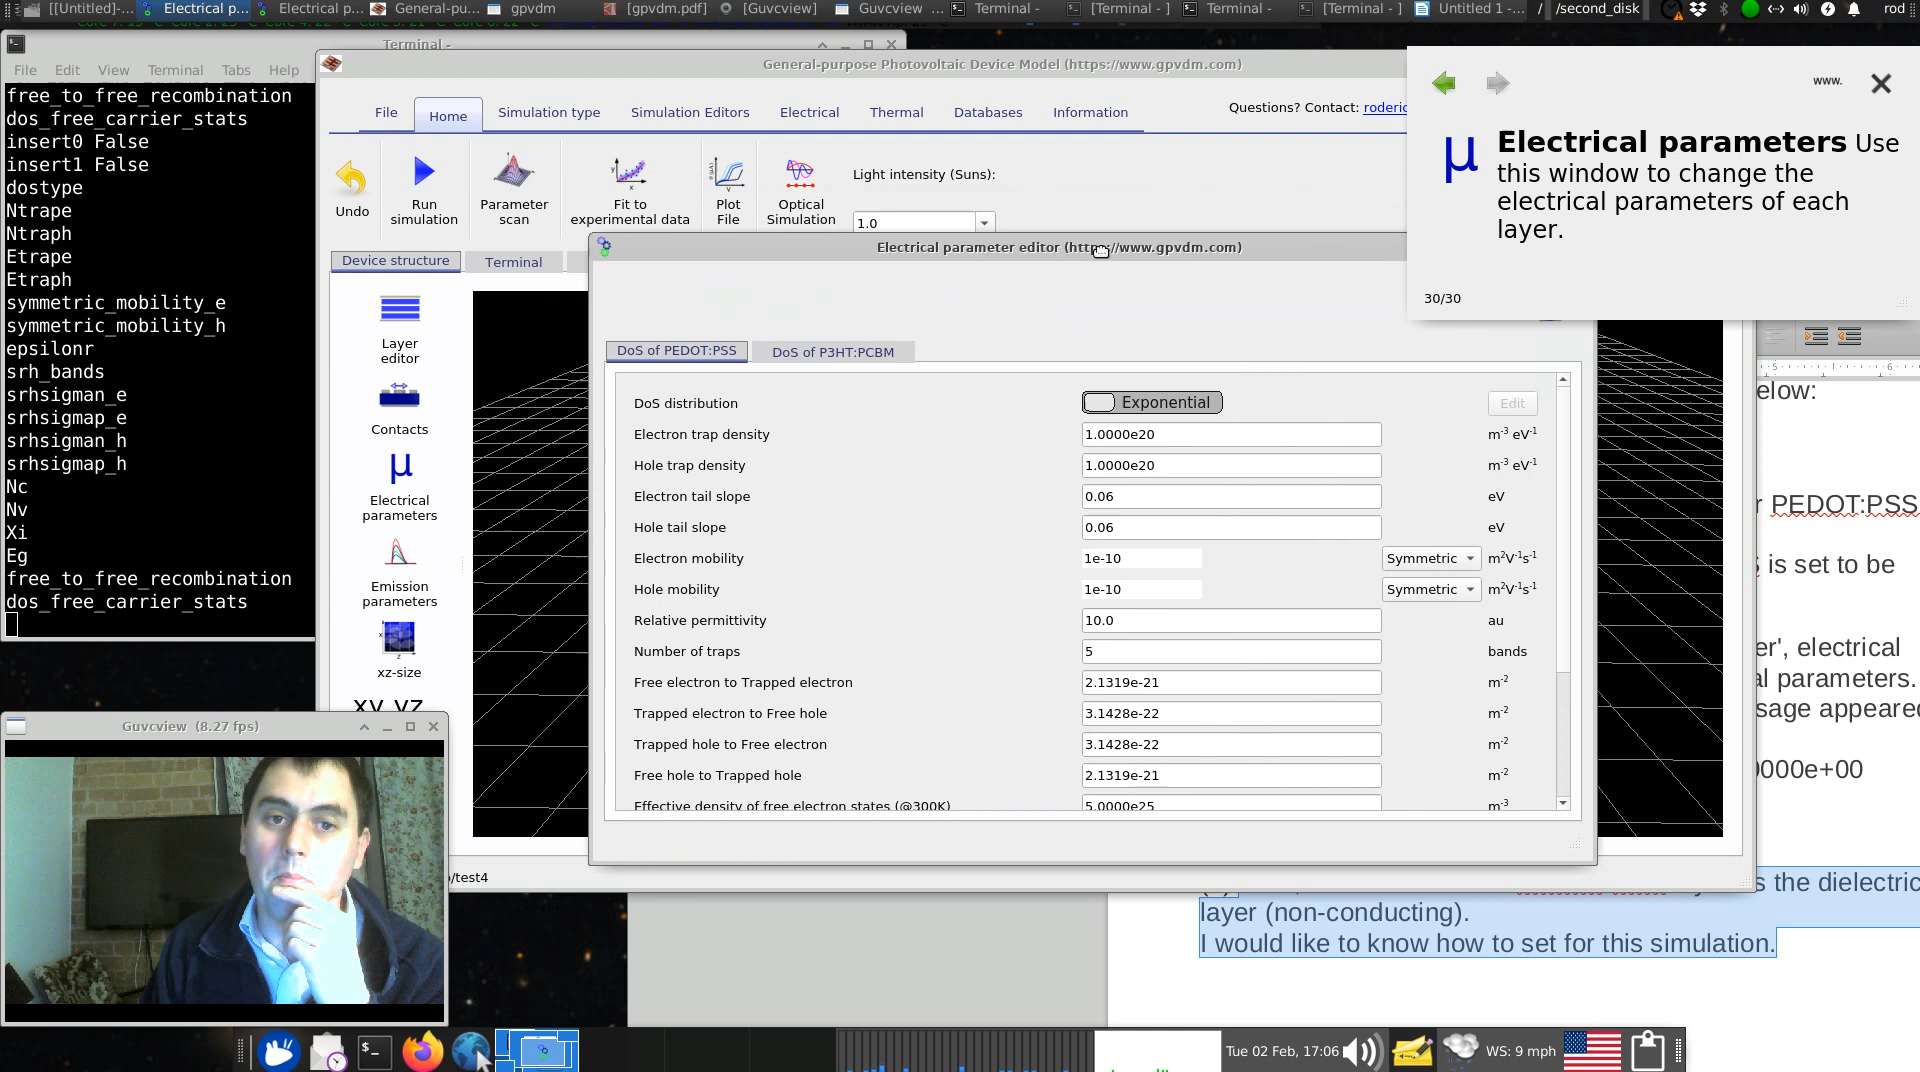 [[Untitled]-...
Electrical p...
Electrical p...
General-pu...
gpvdm
[gpvdm.pdf]
[Guvcview]
Guvcview ...
Terminal -
[Terminal - ]
Terminal -
[Terminal - ]
Untitled 1 -...
/
/second_disk
rod
Terminal -
File Edit View Terminal Tabs Help
free_to_free_recombination
dos_free_carrier_stats
insert0 False
insert1 False
dostype
Ntrape
Ntraph
Etrape
Etraph
symmetric_mobility_e
symmetric_mobility_h
epsilonr
srh_bands
srhsigman_e
srhsigmap_e
srhsigman_h
srhsigmap_h
Nc
Nv
Xi
Eg
free_to_free_recombination
dos_free_carrier_stats
General-purpose Photovoltaic Device Model (https://www.gpvdm.com)
File Home Simulation type Simulation Editors Electrical Thermal Databases Information
Questions? Contact: roderic
Undo
Run simulation
Parameter scan
Fit to experimental data
Plot File
Optical Simulation
Light intensity (Suns):
1.0
Device structure
Terminal
Layer editor
Contacts
μ
Electrical parameters
Emission parameters
xz-size
/test4
Electrical parameter editor (https://www.gpvdm.com)
DoS of PEDOT:PSS
DoS of P3HT:PCBM
DoS distribution Exponential Edit
Electron trap density 1.0000e20 m-3 eV-1
Hole trap density 1.0000e20 m-3 eV-1
Electron tail slope 0.06 eV
Hole tail slope 0.06 eV
Electron mobility 1e-10 Symmetric m2V-1s-1
Hole mobility 1e-10 Symmetric m2V-1s-1
Relative permittivity 10.0 au
Number of traps 5 bands
Free electron to Trapped electron 2.1319e-21 m-2
Trapped electron to Free hole 3.1428e-22 m-2
Trapped hole to Free electron 3.1428e-22 m-2
Free hole to Trapped hole 2.1319e-21 m-2
Effective density of free electron states (@300K) 5.0000e25 m-3
www.
μ
Electrical parameters Use
this window to change the
electrical parameters of each
layer.
30/30
elow:
PEDOT:PSS
is set to be
er', electrical
al parameters.
sage appeared
0000e+00
s the dielectric
layer (non-conducting).
I would like to know how to set for this simulation.
Guvcview (8.27 fps)
Tue 02 Feb, 17:06
WS: 9 mph